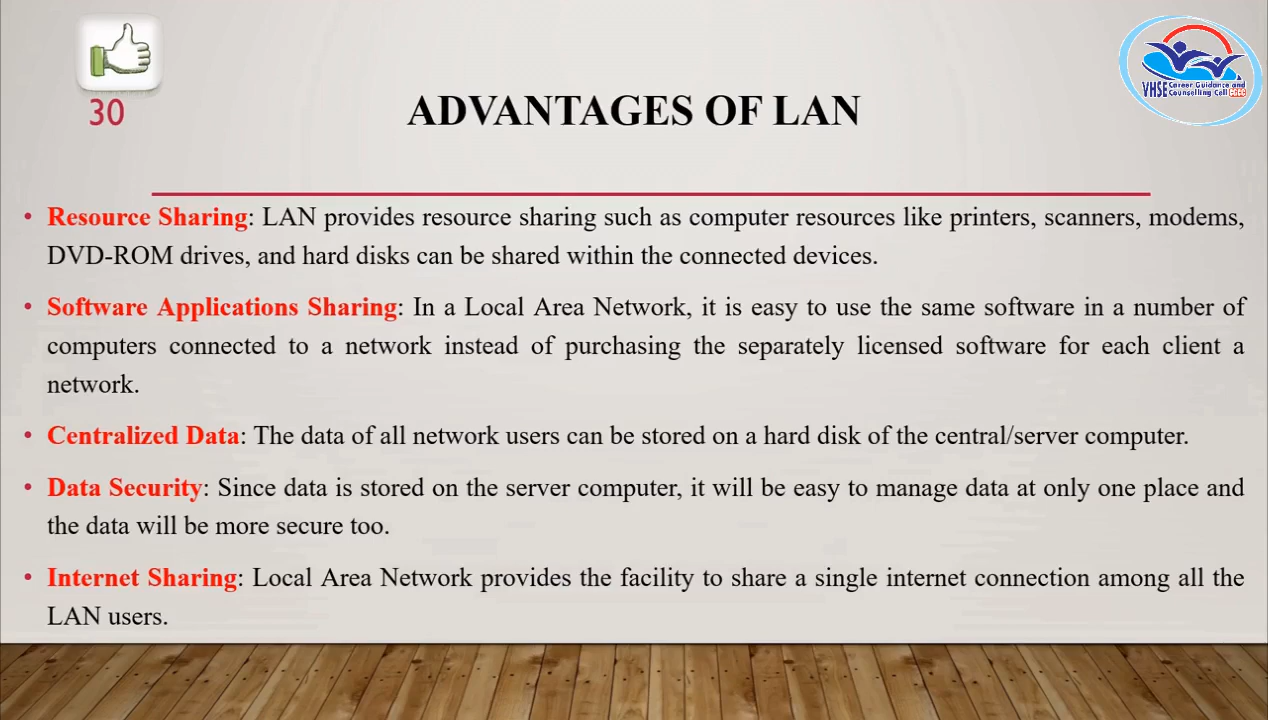 30
VHSE Career Guidance and
Counselling Cell CGCC
ADVANTAGES OF LAN
• Resource Sharing: LAN provides resource sharing such as computer resources like printers, scanners, modems,
DVD-ROM drives, and hard disks can be shared within the connected devices.
• Software Applications Sharing: In a Local Area Network, it is easy to use the same software in a number of
computers connected to a network instead of purchasing the separately licensed software for each client a
network.
• Centralized Data: The data of all network users can be stored on a hard disk of the central/server computer.
• Data Security: Since data is stored on the server computer, it will be easy to manage data at only one place and
the data will be more secure too.
• Internet Sharing: Local Area Network provides the facility to share a single internet connection among all the
LAN users.